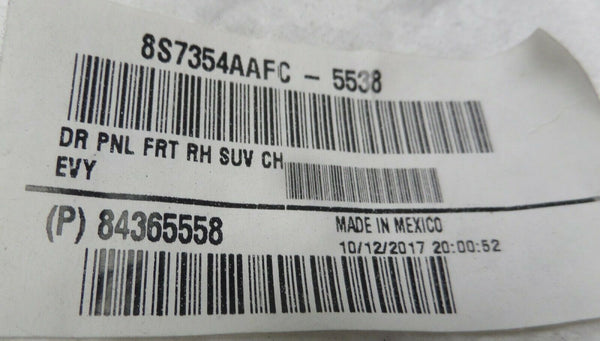 8S7354AAFC - 5538
DR PNL FRT RH SUV CH
EVY
(P) 84365558
MADE IN MEXICO
10/12/2017 20:00:52